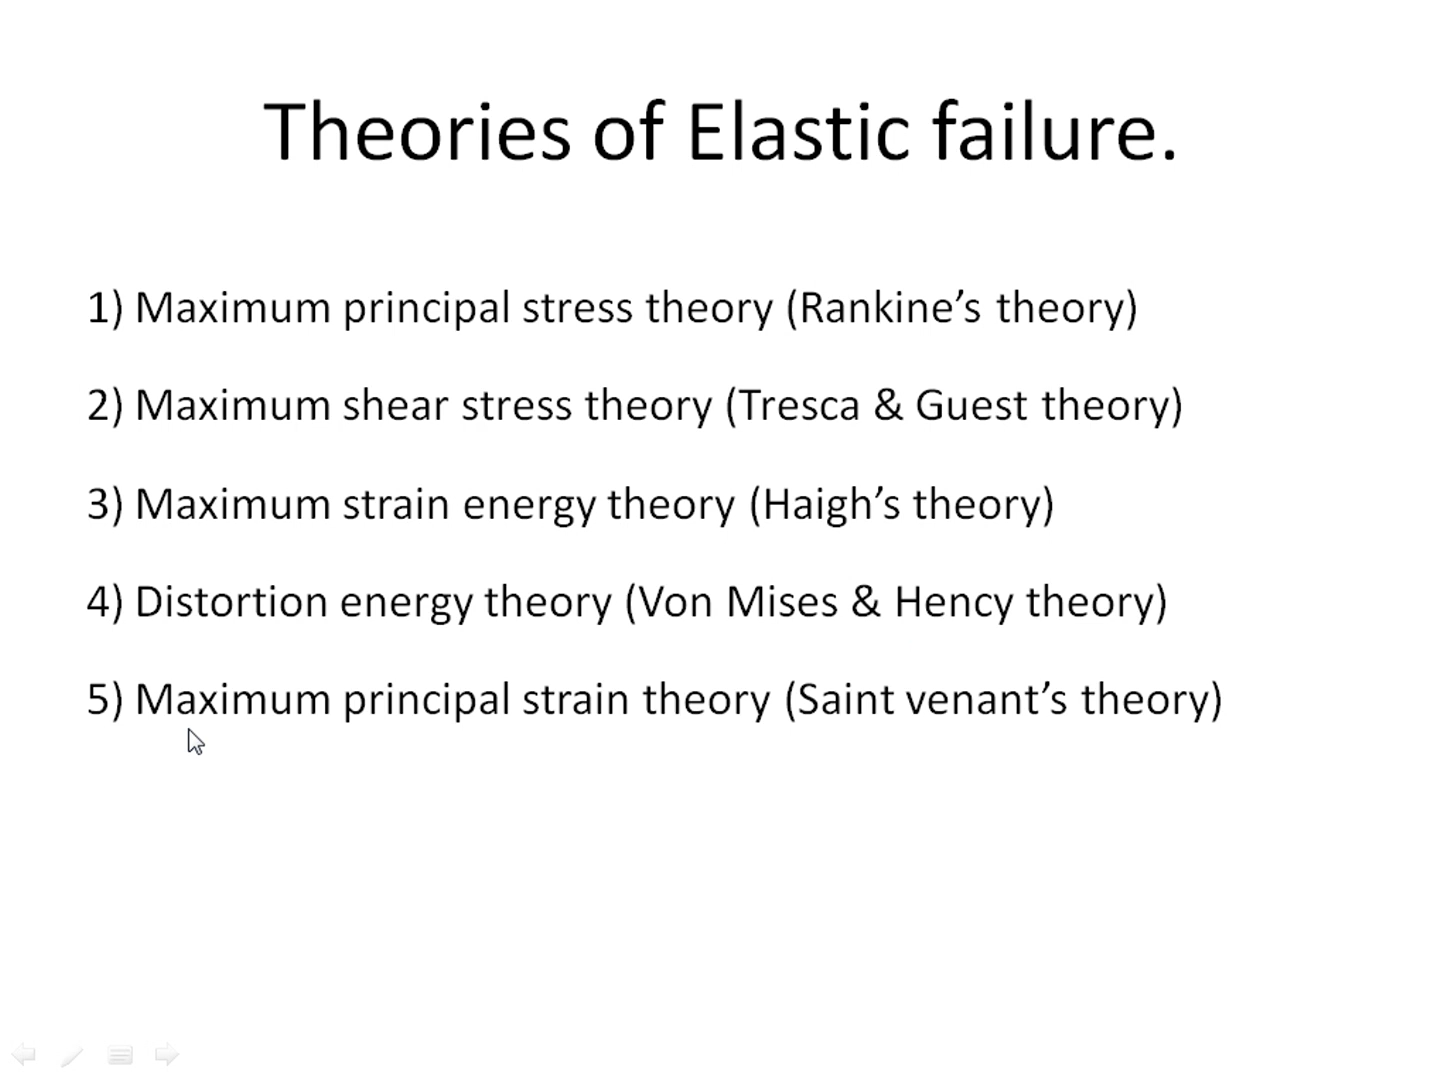 Theories of Elastic failure.
1) Maximum principal stress theory (Rankine’s theory)
2) Maximum shear stress theory (Tresca & Guest theory)
3) Maximum strain energy theory (Haigh’s theory)
4) Distortion energy theory (Von Mises & Hency theory)
5) Maximum principal strain theory (Saint venant’s theory)